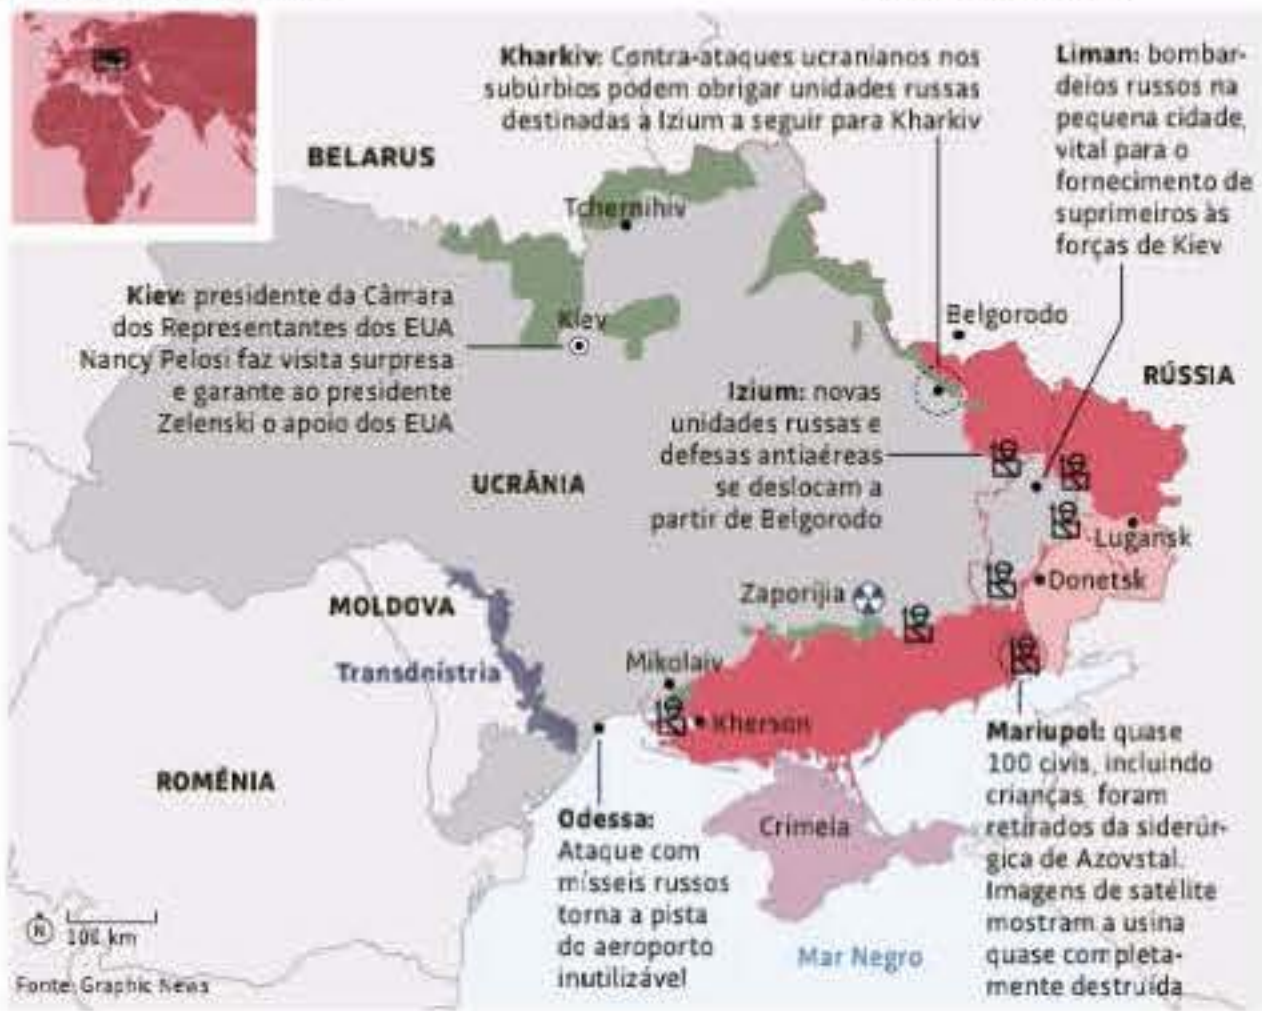 Kharkiv: Contra-ataques ucranianos nos
subúrbios podem obrigar unidades russas
destinadas a Izium a seguir para Kharkiv
Liman: bombar-
deios russos na
pequena cidade,
vital para o
fornecimento de
suprimeiros às
forças de Kiev
BELARUS
Tchernihiv
Kiev: presidente da Câmara
dos Representantes dos EUA
Nancy Pelosi faz visita surpresa
e garante ao presidente
Zelenski o apoio dos EUA
Kiev
Belgorodo
RÚSSIA
Izium: novas
unidades russas e
defesas antiaéreas
se deslocam a
partir de Belgorodo
UCRÂNIA
Lugansk
Donetsk
Zaporijia
MOLDOVA
Transdnístria
Mikolaiv
Kherson
ROMÊNIA
Odessa:
Ataque com
mísseis russos
torna a pista
do aeroporto
inutilizável
Crimeia
Mariupol: quase
100 civis, incluindo
crianças, foram
retirados da siderúr-
gica de Azovstal.
Imagens de satélite
mostram a usina
quase completa-
mente destruída
Mar Negro
N
100 km
Fonte: Graphic News